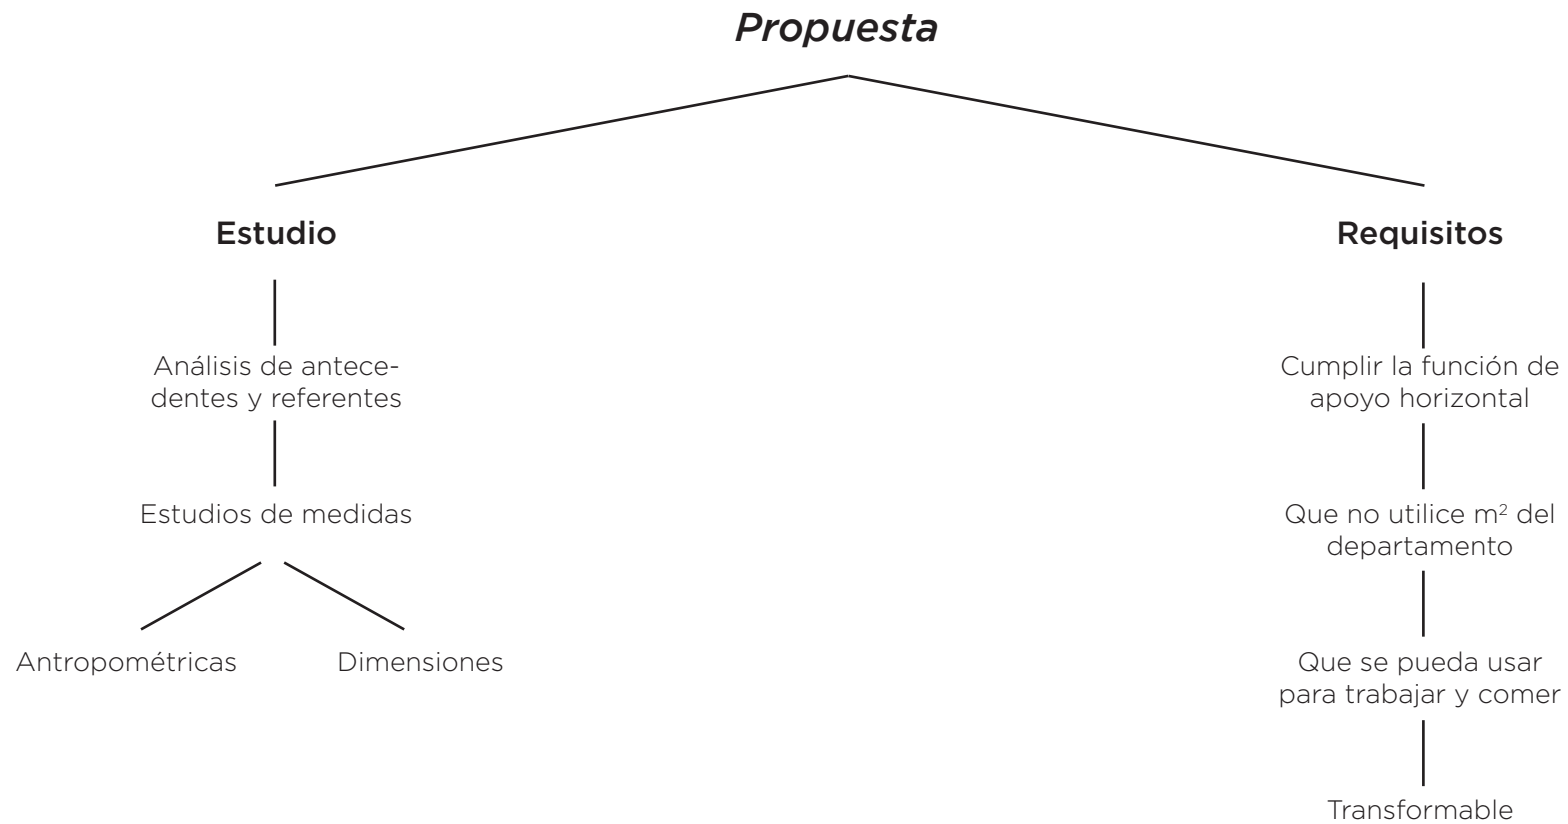 Propuesta
Estudio
Requisitos
Análisis de antece-
dentes y referentes
Cumplir la función de
apoyo horizontal
Estudios de medidas
Que no utilice m² del
departamento
Antropométricas
Dimensiones
Que se pueda usar
para trabajar y comer
Transformable